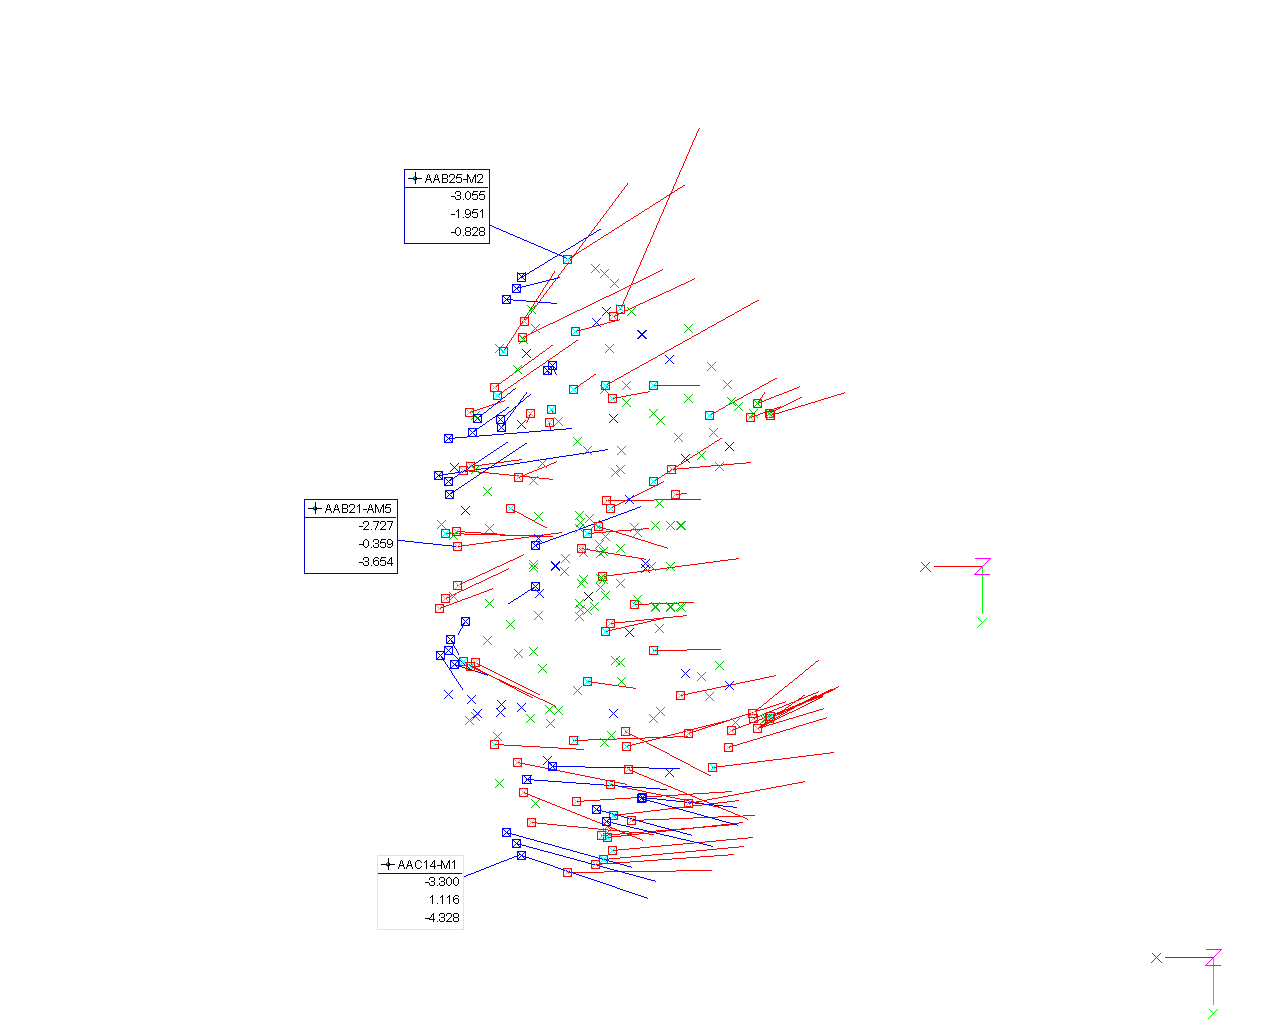 AAB25-M2
-3.055
-1.951
-0.828
AAB21-AM5
-2.727
-0.359
-3.654
X Z
Y
AAC14-M1
-3.300
1.116
-4.328
X Z
Y